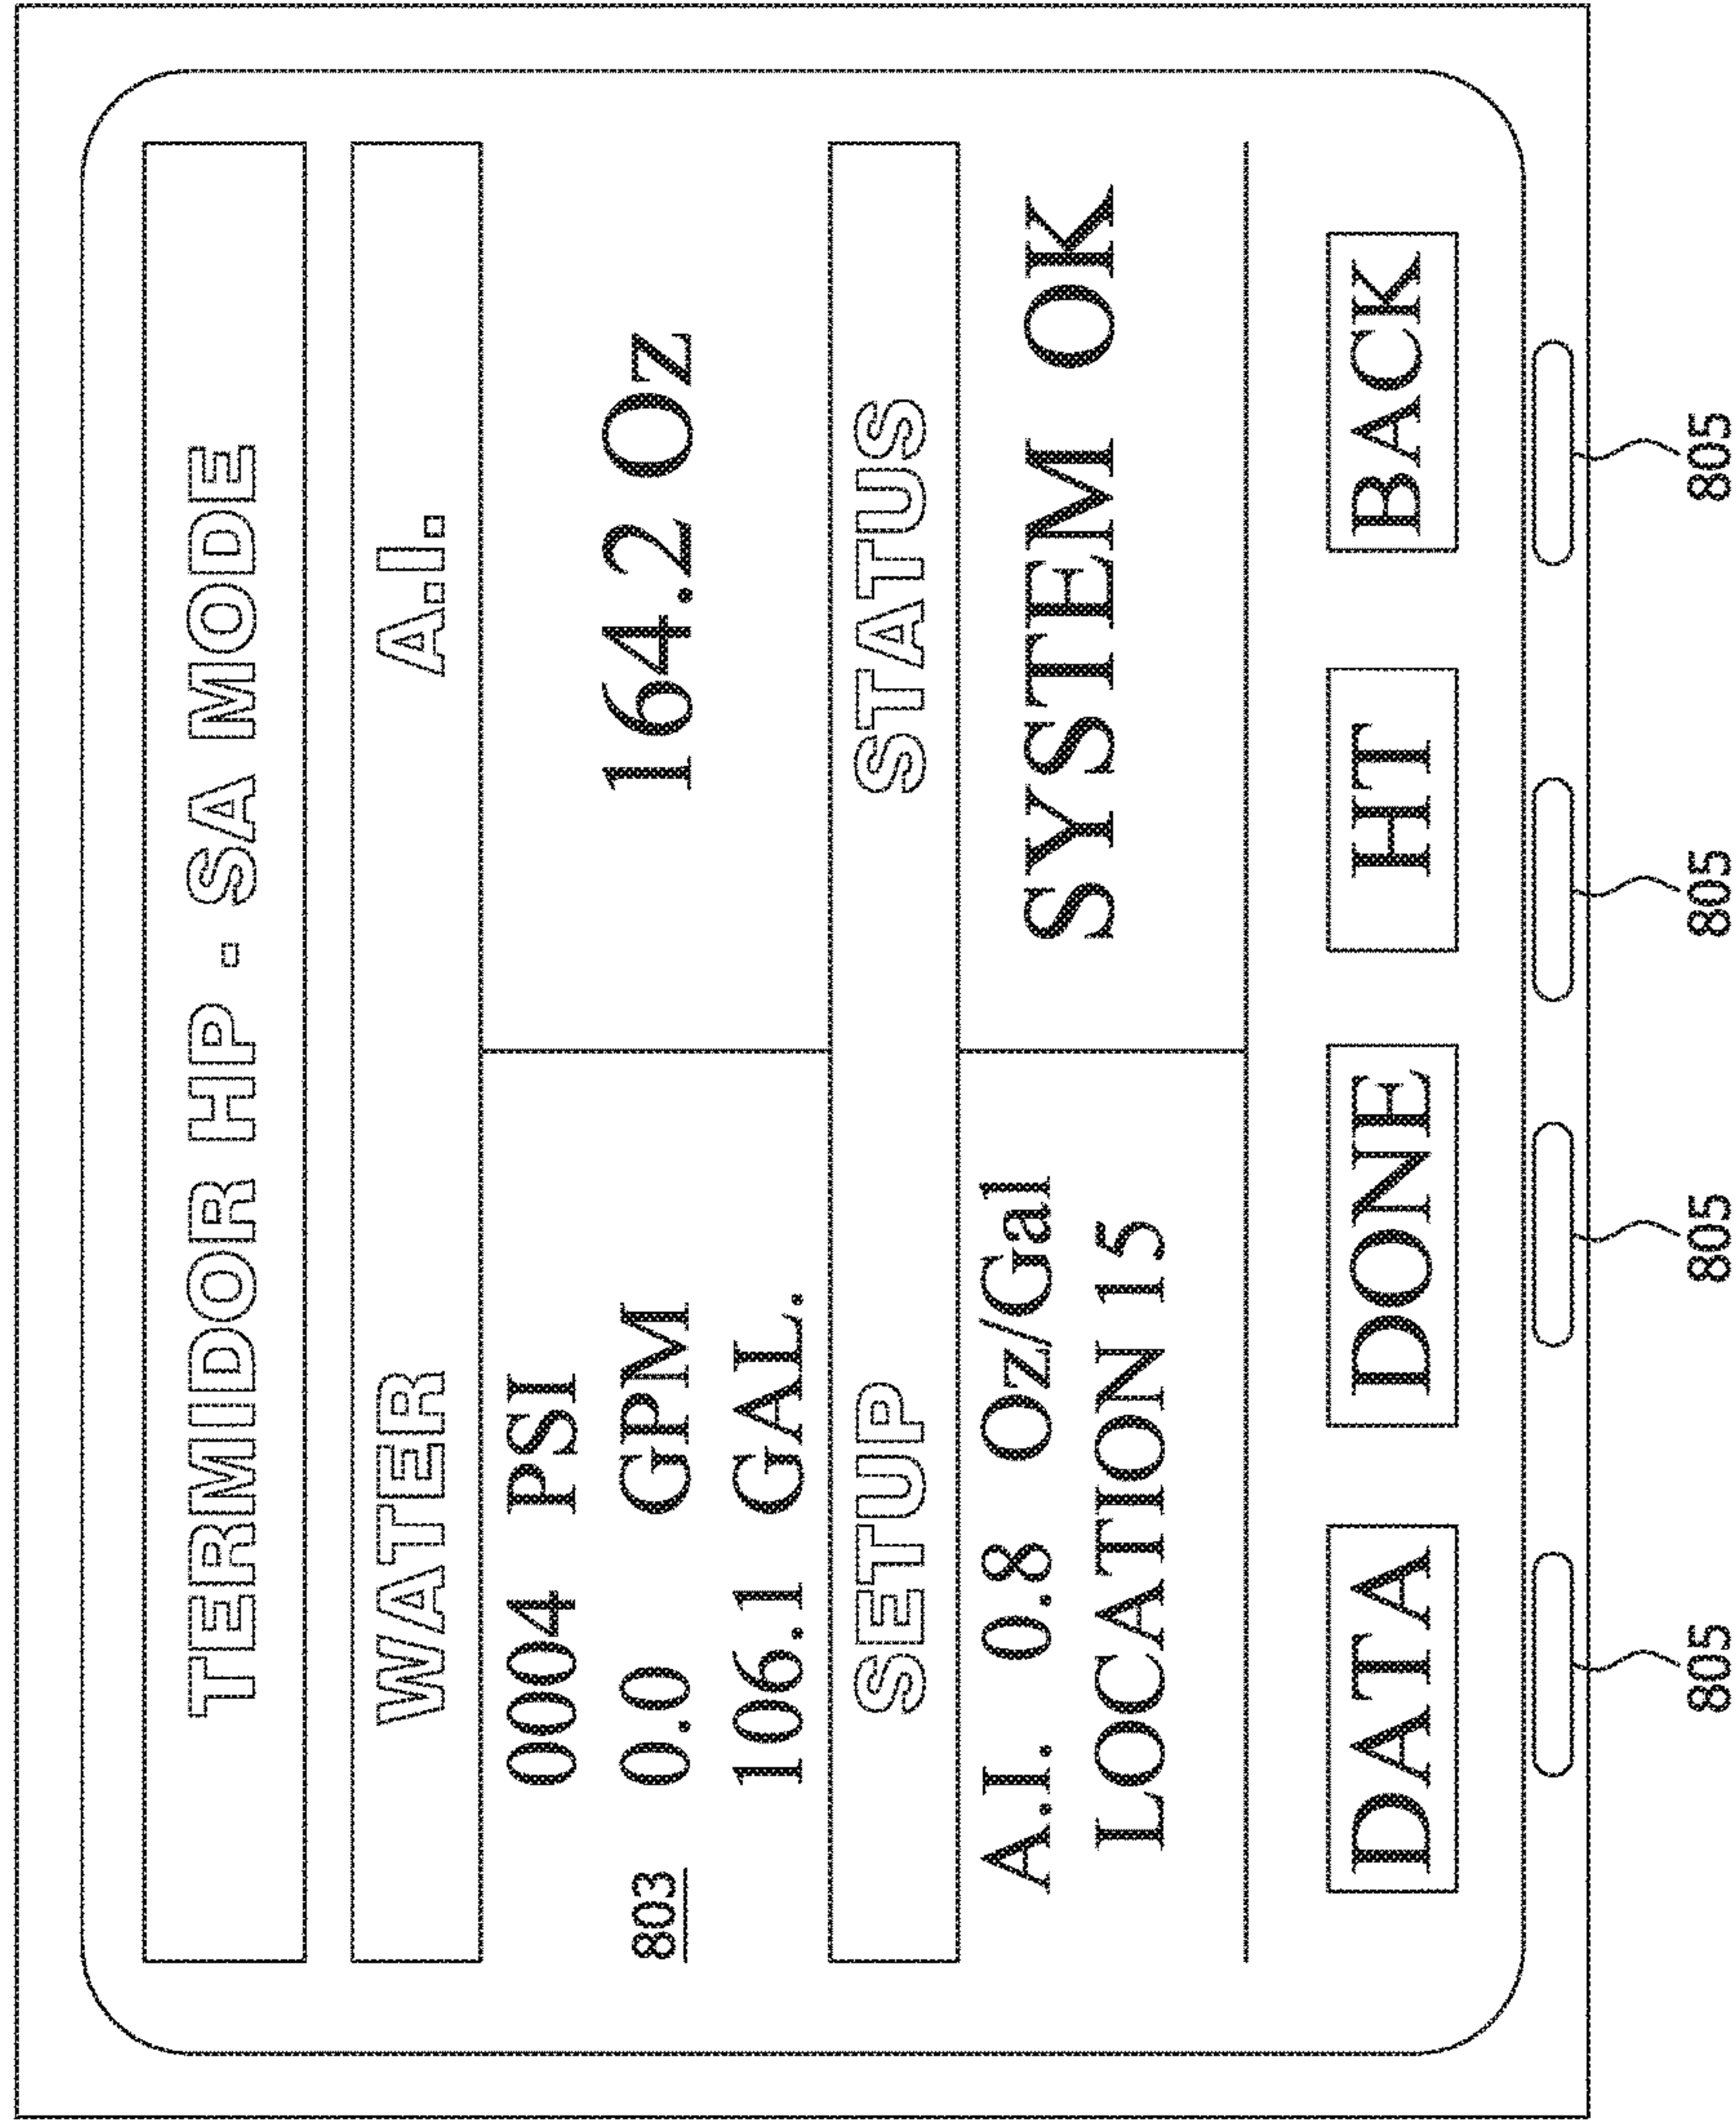 TERMIDOR HP - SA MODE
WATER A.I.
0004 PSI
0.0 GPM
106.1 GAL.
803
164.2 Oz
SETUP STATUS
A.I. 0.8 Oz/Gal
LOCATION 15
SYSTEM OK
DATA DONE HT BACK
805 805 805 805